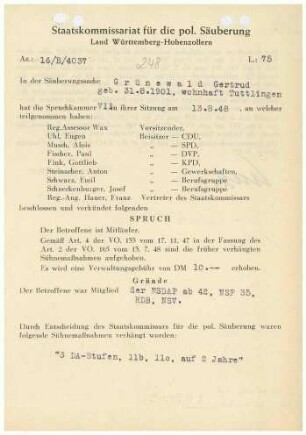 Staatskommissariat für die pol. Säuberung
Land Württemberg-Hohenzollern
Az.: 16/B/4037
248
L: 75
In der Säuberungssache Grünewald Gertrud
geb. 31.8.1901, wohnhaft Tuttlingen
hat die Spruchkammer VII in ihrer Sitzung am 13.8.48, an welcher
teilgenommen haben:
Reg.Assessor Wax Vorsitzender,
Uhl, Eugen Beisitzer — CDU,
Munch, Alois „ — SPD,
Fischer, Paul „ — DVP,
Fink, Gottlieb „ — KPD,
Steinacher, Anton „ — Gewerkschaften,
Schwarz, Emil „ — Berufsgruppe
Schreckenburger, Josef „ — Berufsgruppe
Reg.-Ang. Hauer, Franz Vertreter des Staatskommissars
beschlossen und verkündet folgenden
SPRUCH
Der Betroffene ist Mitläufer.
Gemäß Art. 4 der VO. 133 vom 17. 11. 47 in der Fassung des
Art. 2 der VO. 165 vom 13. 7. 48 sind die früher verhängten
Sühnemaßnahmen aufgehoben.
Es wird eine Verwaltungsgebühr von DM 10.-- erhoben.
Gründe
Der Betroffene war Mitglied der NSDAP ab 42, NSF 35,
RDB, NSV.
Durch Entscheidung des Staatskommissars für die pol. Säuberung waren
folgende Sühnemaßnahmen verhängt worden:
"3 DA-Stufen, 11b, 11c, auf 2 Jahre"